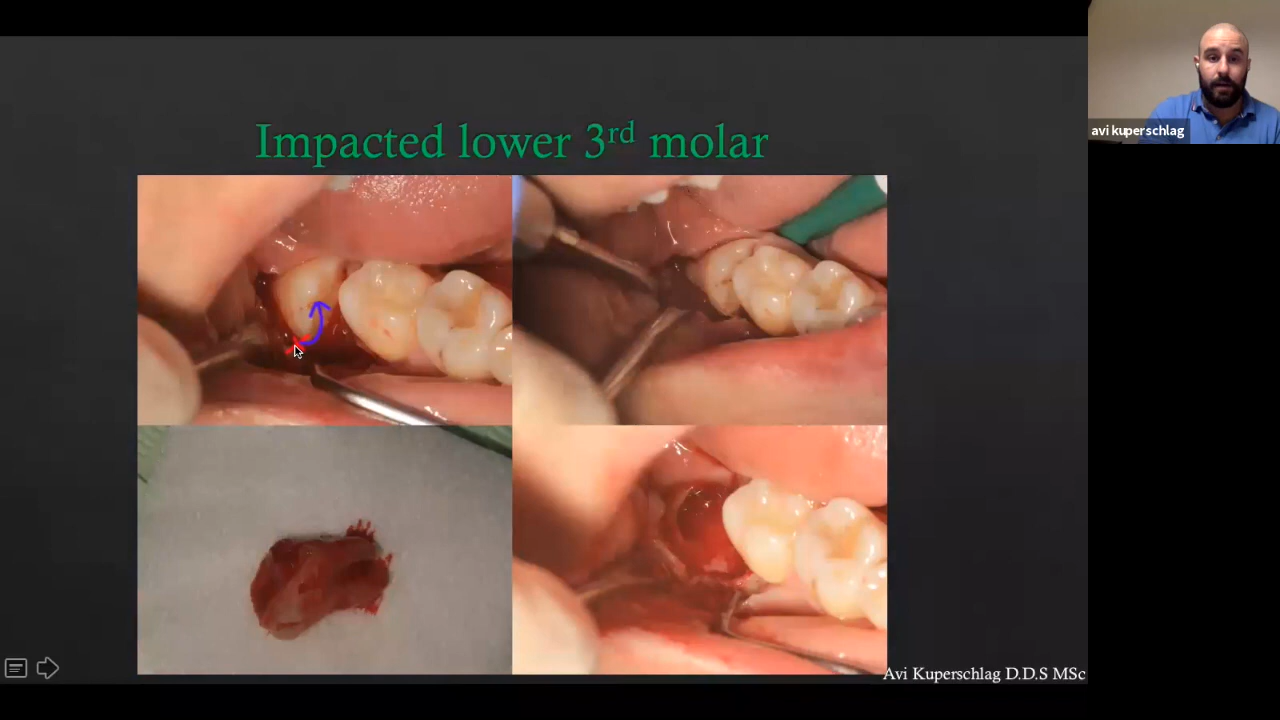 Impacted lower 3rd molar
avi kuperschlag
Avi Kuperschlag D.D.S MSc